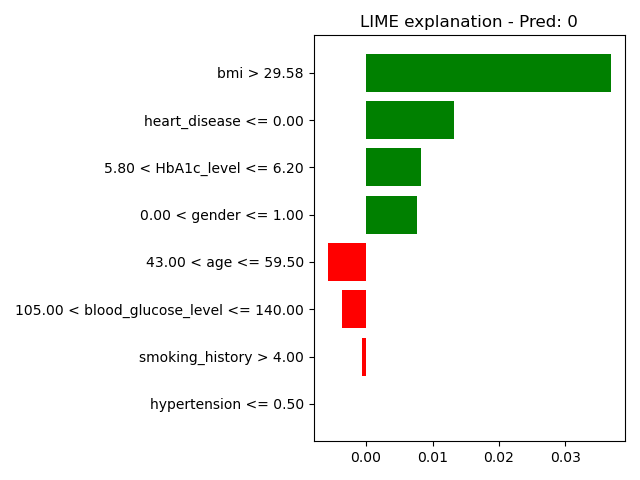 LIME explanation - Pred: 0
bmi > 29.58
heart_disease <= 0.00
5.80 < HbA1c_level <= 6.20
0.00 < gender <= 1.00
43.00 < age <= 59.50
105.00 < blood_glucose_level <= 140.00
smoking_history > 4.00
hypertension <= 0.50
0.00 0.01 0.02 0.03